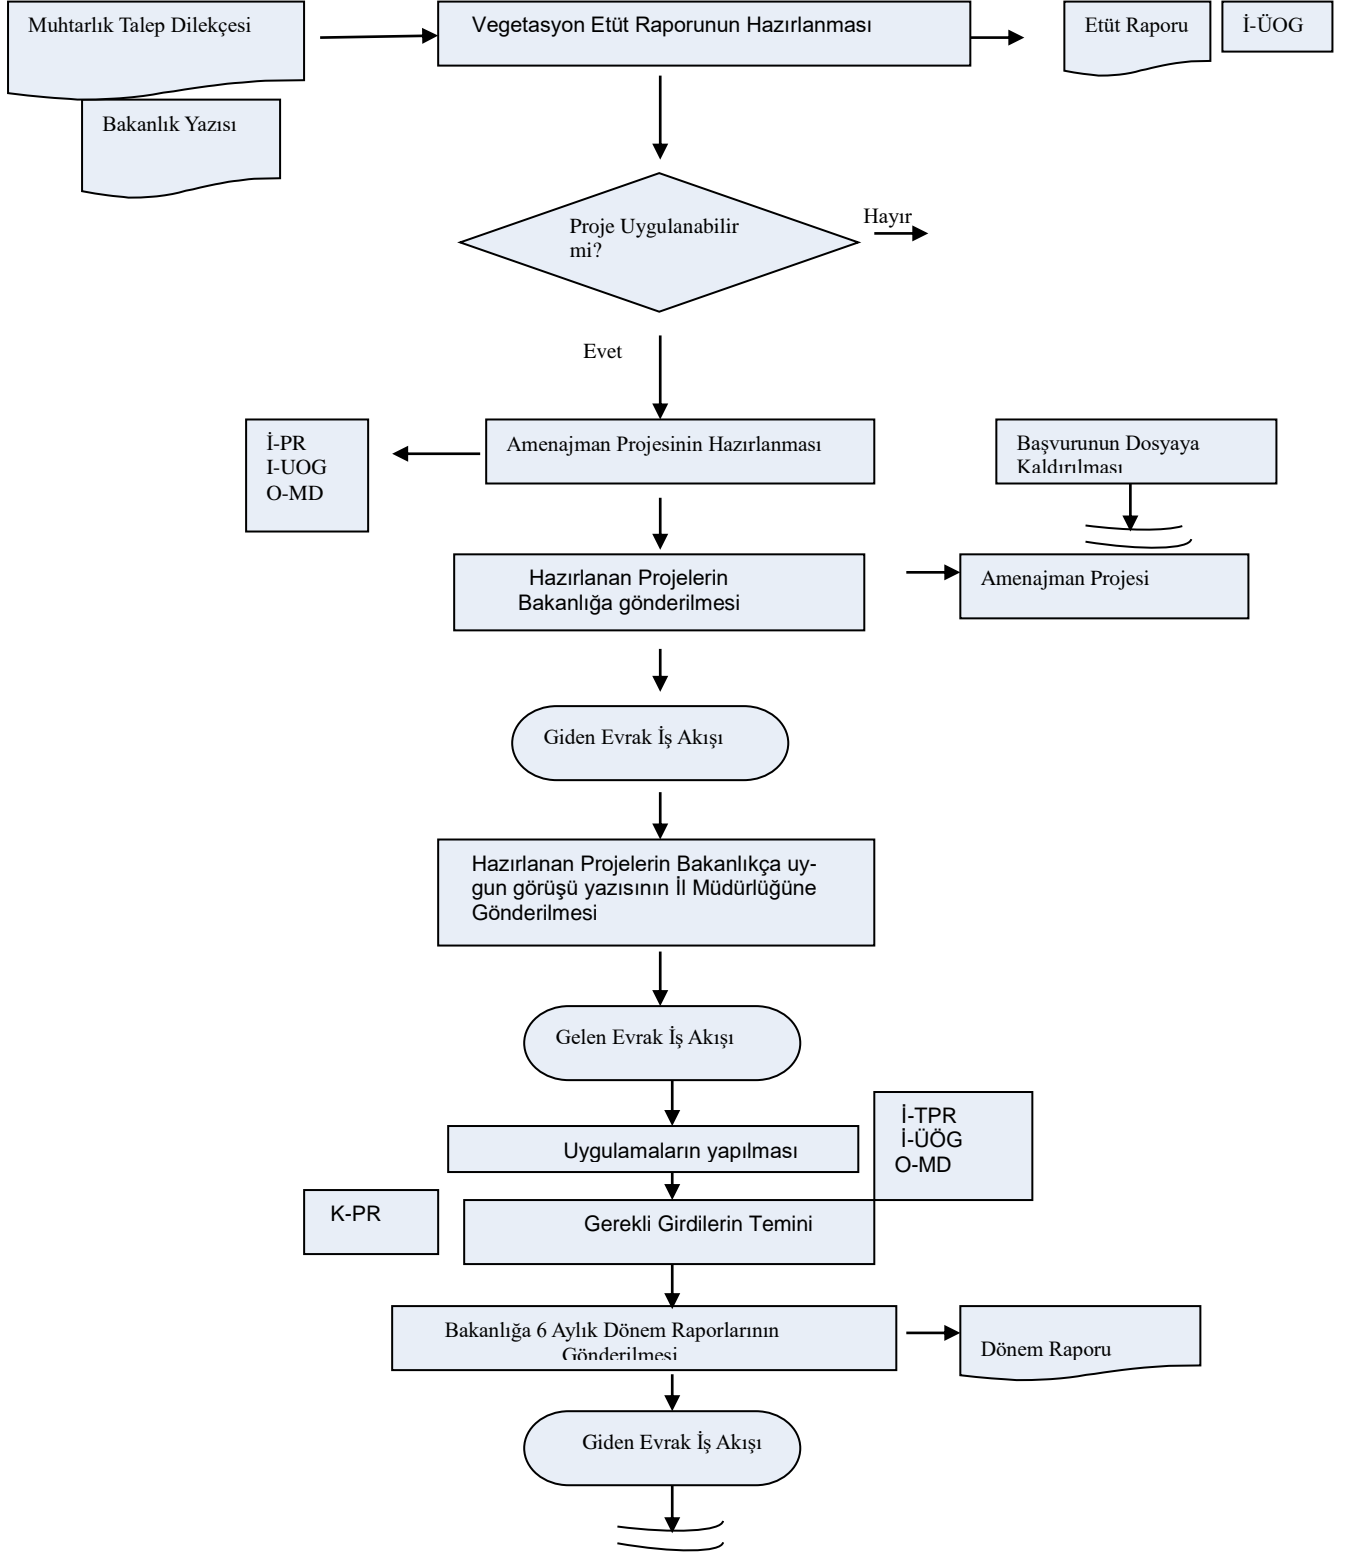 Muhtarlık Talep Dilekçesi
Vegetasyon Etüt Raporunun Hazırlanması
Etüt Raporu
İ-ÜOG
Bakanlık Yazısı
Proje Uygulanabilir
mi?
Hayır
Evet
İ-PR
I-UOG
O-MD
Amenajman Projesinin Hazırlanması
Başvurunun Dosyaya
Kaldırılması
Hazırlanan Projelerin
Bakanlığa gönderilmesi
Amenajman Projesi
Giden Evrak İş Akışı
Hazırlanan Projelerin Bakanlıkça uy-
gun görüşü yazısının İl Müdürlüğüne
Gönderilmesi
Gelen Evrak İş Akışı
İ-TPR
İ-ÜÖG
O-MD
Uygulamaların yapılması
K-PR
Gerekli Girdilerin Temini
Bakanlığa 6 Aylık Dönem Raporlarının
Gönderilmesi
Dönem Raporu
Giden Evrak İş Akışı